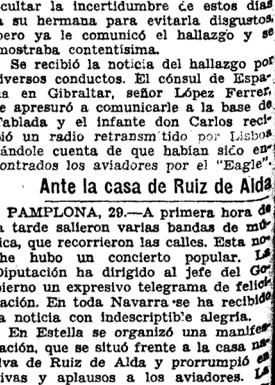 cultar la incertidumbre de estos días
a su hermana para evitarla disgustos
pero ya le comunicó el hallazgo y se
mostraba contentísima.
Se recibió la noticia del hallazgo por
diversos conductos. El cónsul de Espa-
a en Gibraltar, señor López Ferrer,
e apresuró a comunicarle a la base de
Tablada y el infante don Carlos reci-
bió un radio retransmitido por Lisboa
dándole cuenta de que habían sido en-
contrados los aviadores por el "Eagle".
Ante la casa de Ruiz de Alda
PAMPLONA, 29.—A primera hora de
a tarde salieron varias bandas de mú-
ica, que recorrieron las calles. Esta no-
che hubo un concierto popular. La
Diputación ha dirigido al jefe del Go-
bierno un expresivo telegrama de felici-
ación. En toda Navarra se ha recibido
a noticia con indescriptible alegría.
En Estella se organizó una manifes-
ación, que se situó frente a la casa na-
iva de Ruiz de Alda y prorrumpió en
ivas y aplausos a los aviadores. La